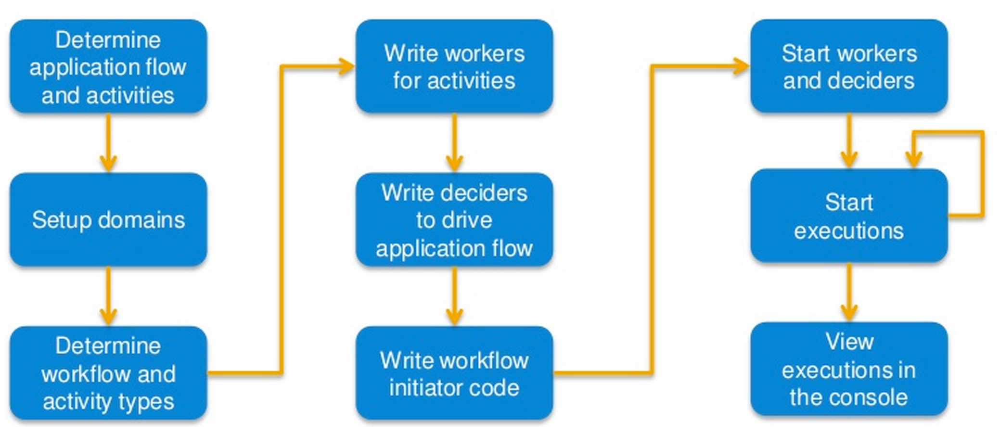 Determine
application flow
and activities
Setup domains
Determine
workflow and
activity types
Write workers
for activities
Write deciders
to drive
application flow
Write workflow
initiator code
Start workers
and deciders
Start
executions
View
executions in
the console